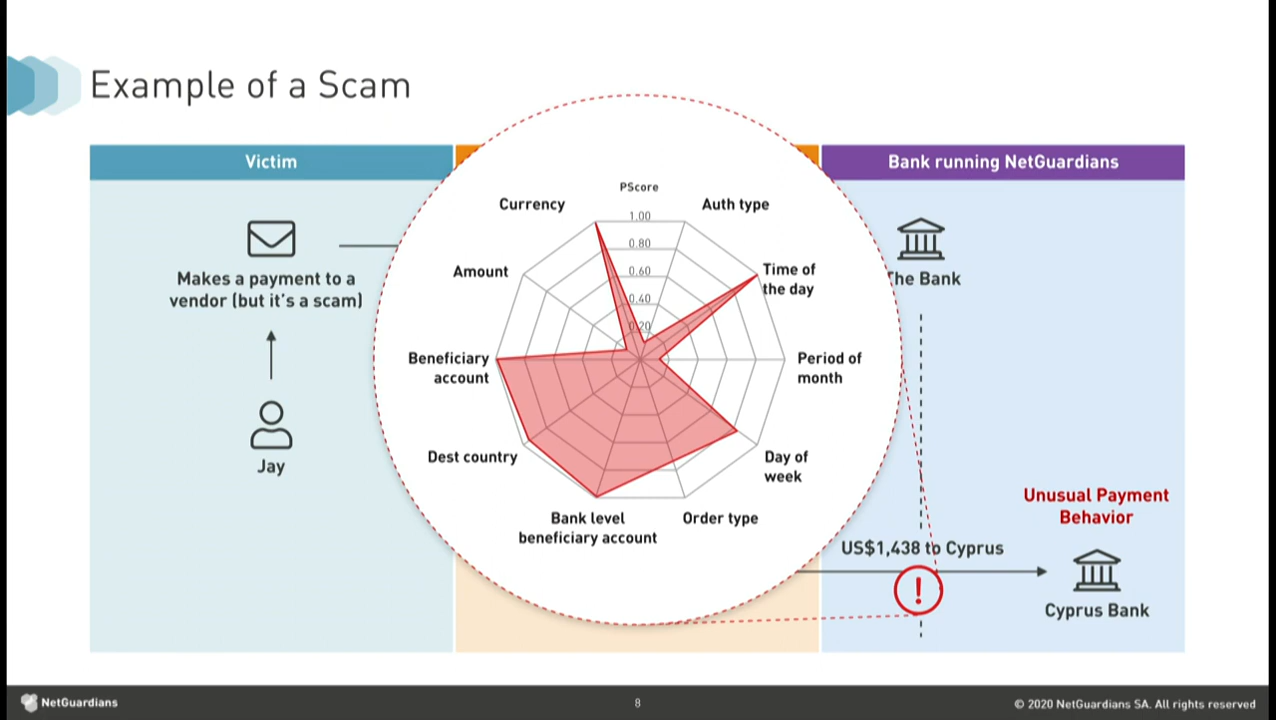 Example of a Scam
Victim
Bank running NetGuardians
Makes a payment to a
vendor (but it's a scam)
Jay
PScore
1.00
0.80
0.60
0.40
0.20
Currency
Auth type
Amount
Time of
the day
Beneficiary
account
Period of
month
Dest country
Day of
week
Bank level
beneficiary account
Order type
The Bank
Unusual Payment
Behavior
US$1,438 to Cyprus
!
Cyprus Bank
NetGuardians
8
© 2020 NetGuardians SA. All rights reserved